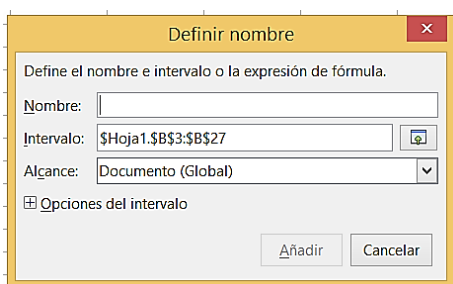 Definir nombre
Define el nombre e intervalo o la expresión de fórmula.
Nombre:
Intervalo: $Hoja1.$B$3:$B$27
Alcance: Documento (Global)
Opciones del intervalo
Añadir Cancelar